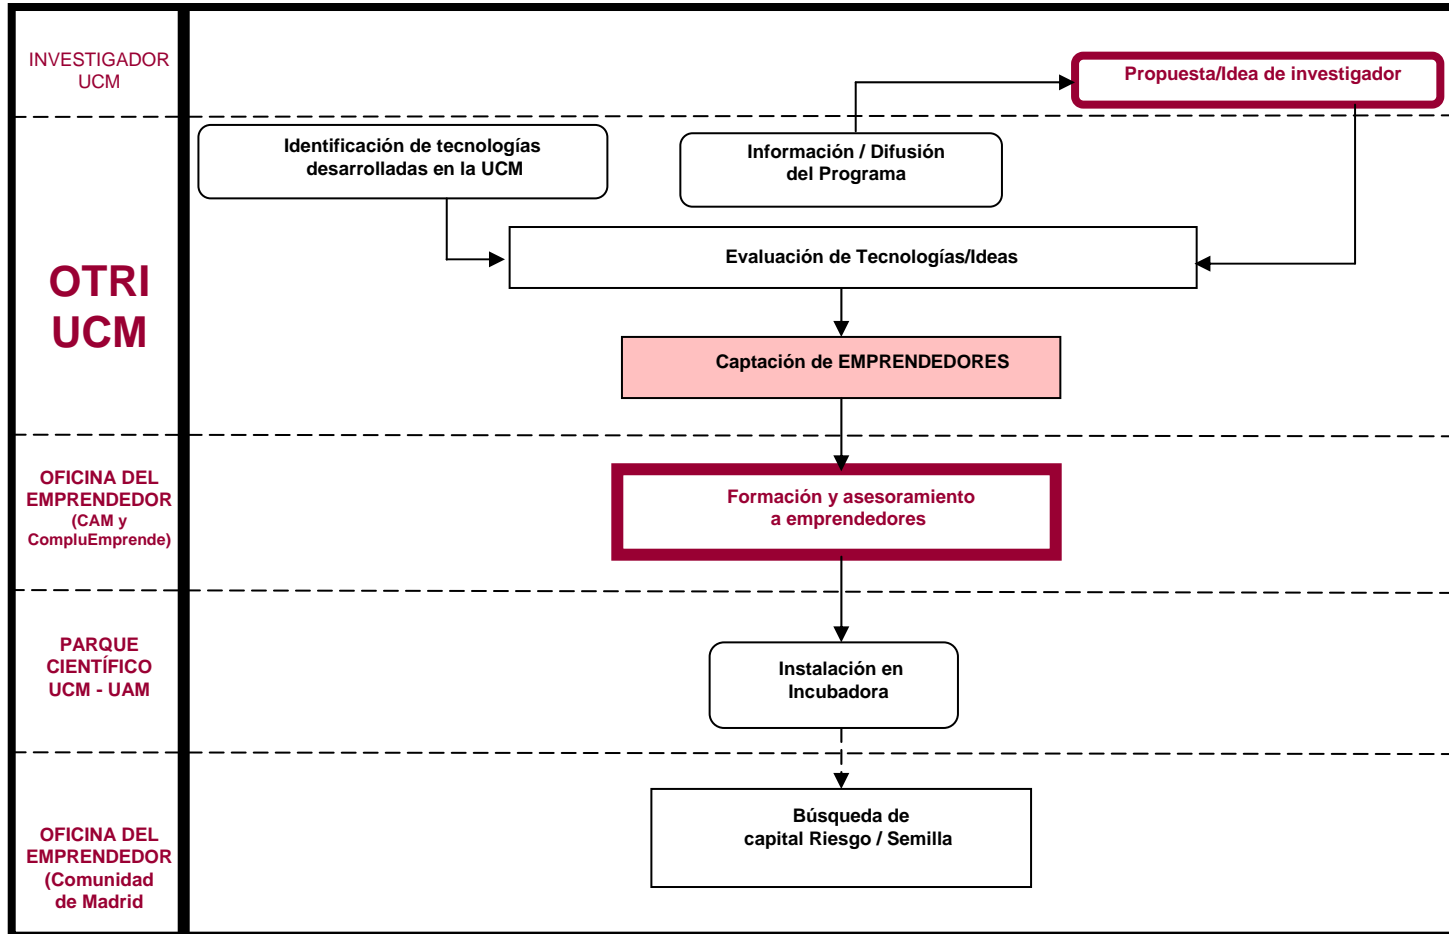 INVESTIGADOR
UCM
Propuesta/Idea de investigador
Identificación de tecnologías
desarrolladas en la UCM
Información / Difusión
del Programa
OTRI
UCM
Evaluación de Tecnologías/Ideas
Captación de EMPRENDEDORES
OFICINA DEL
EMPRENDEDOR
(CAM y
CompluEmprende)
Formación y asesoramiento
a emprendedores
PARQUE
CIENTÍFICO
UCM - UAM
Instalación en
Incubadora
OFICINA DEL
EMPRENDEDOR
(Comunidad
de Madrid
Búsqueda de
capital Riesgo / Semilla